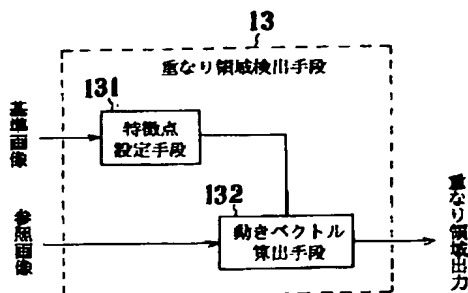 13
重なり領域検出手段
131
特徴点
設定手段
基準画像
132
動きベクトル
算出手段
参照画像
重なり領域出力